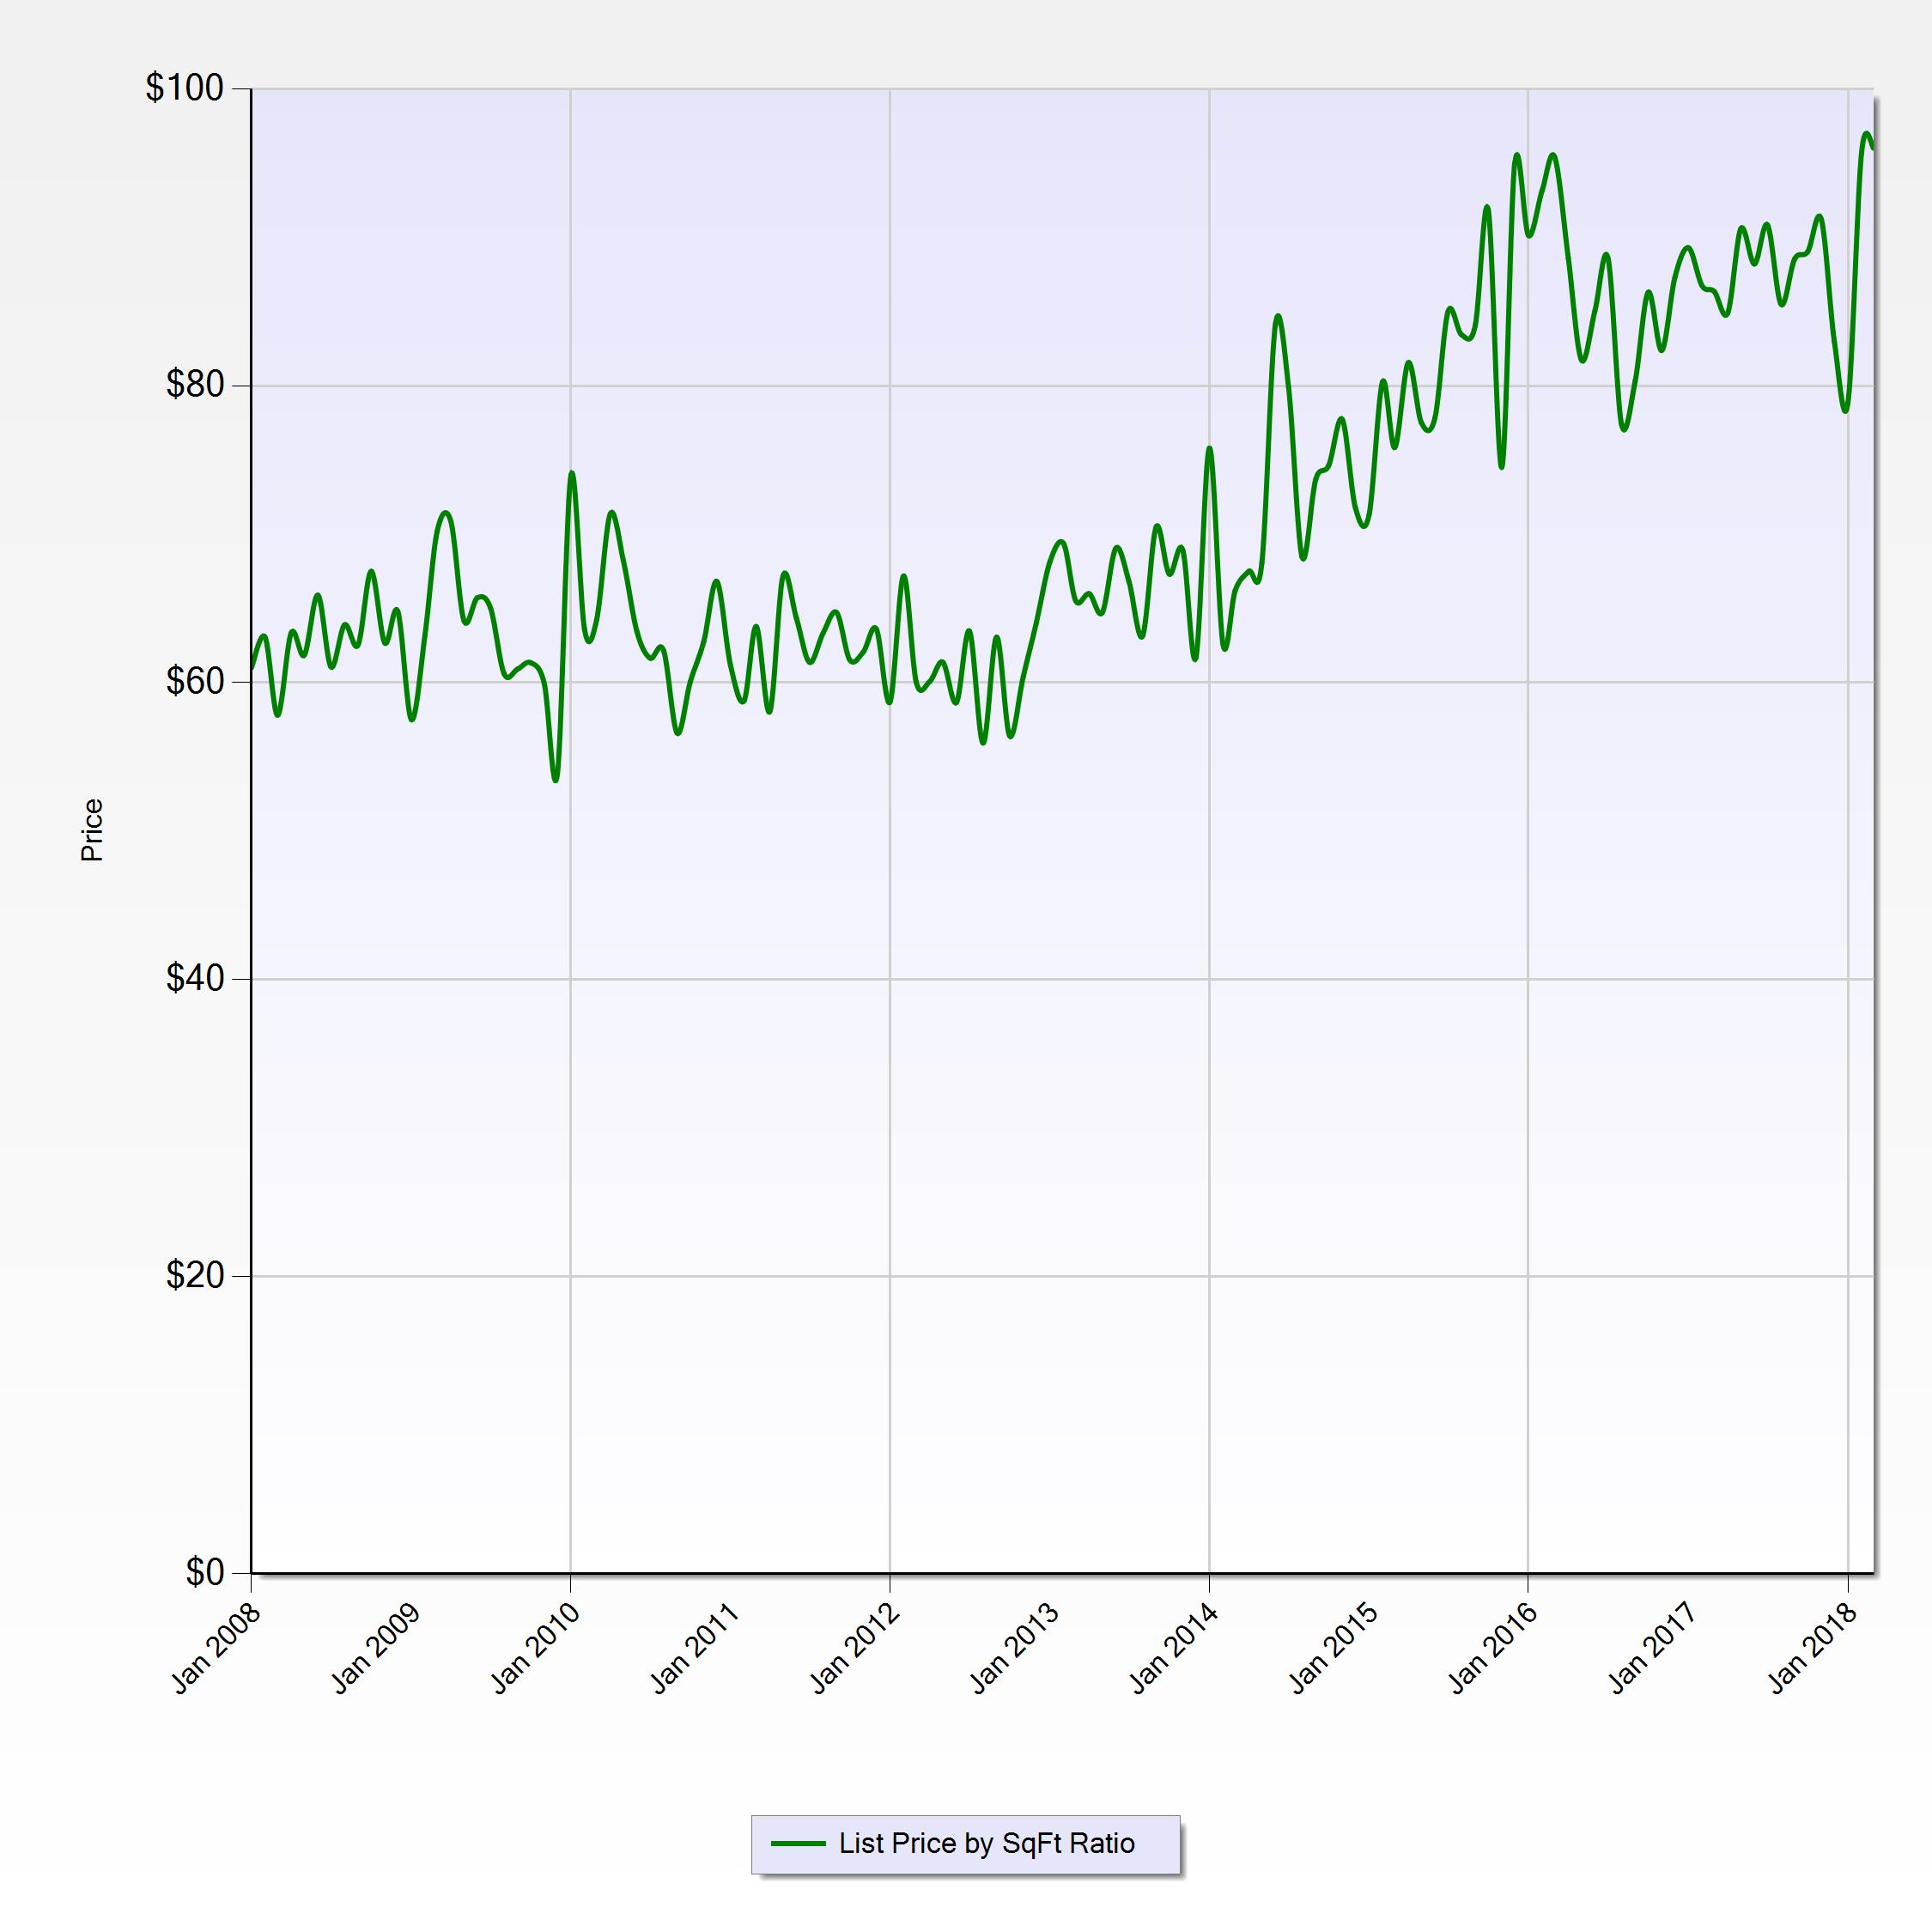 $100
$80
$60
$40
$20
$0
Price
Jan 2008
Jan 2009
Jan 2010
Jan 2011
Jan 2012
Jan 2013
Jan 2014
Jan 2015
Jan 2016
Jan 2017
Jan 2018
List Price by SqFt Ratio